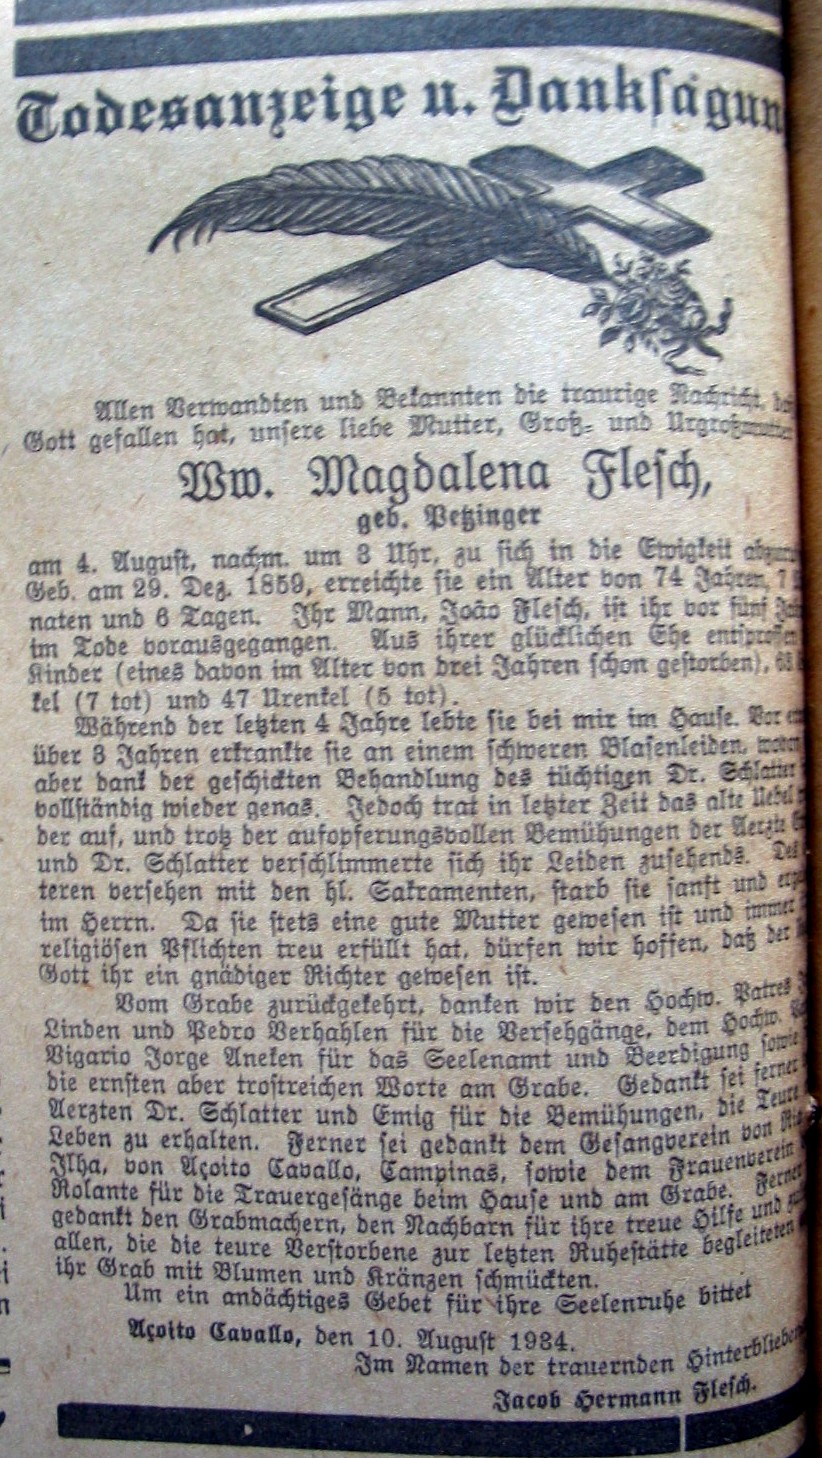 Todesanzeige u. Danksagun
Allen Verwandten und Bekannten die traurige Nachricht,
Gott gefallen hat, unsere liebe Mutter, Groß- und Urgroßmutter
Ww. Magdalena Flesch,
geb. Petzinger
am 4. August, nachm. um 3 Uhr, zu sich in die Ewigkeit
Geb. am 29. Dez. 1859, erreichte sie ein Alter von 74 Jahren, 7
naten und 6 Tagen. Ihr Mann, João Flesch, ist ihr vor fünf
im Tode vorausgegangen. Aus ihrer glücklichen Ehe entsprossen
Kinder (eines davon im Alter von drei Jahren schon gestorben),
kel (7 tot) und 47 Urenkel (5 tot).
Während der letzten 4 Jahre lebte sie bei mir im Hause. Vor
über 3 Jahren erkrankte sie an einem schweren Blasenleiden,
aber dank der geschickten Behandlung des tüchtigen Dr. Schlatter
vollständig wieder genas. Jedoch trat in letzter Zeit das alte Uebel
der auf, und trotz der aufopferungsvollen Bemühungen der Aerzte
und Dr. Schlatter verschlimmerte sich ihr Leiden zusehends.
teren versehen mit den hl. Sakramenten, starb sie sanft und
im Herrn. Da sie stets eine gute Mutter gewesen ist und immer
religiösen Pflichten treu erfüllt hat, dürfen wir hoffen, daß der
Gott ihr ein gnädiger Richter gewesen ist.
Vom Grabe zurückgekehrt, danken wir den Hochw. Patres
Linden und Pedro Verhahlen für die Versehgänge, dem Hochw.
Vigario Jorge Aneken für das Seelenamt und Beerdigung sowie
die ernsten aber trostreichen Worte am Grabe. Gedankt sei ferner
Aerzten Dr. Schlatter und Emig für die Bemühungen, die Teure
Leben zu erhalten. Ferner sei gedankt dem Gesangverein von
Ilha, von Açoito Cavallo, Campinas, sowie dem Frauenverein
Rolante für die Trauergesänge beim Hause und am Grabe. Ferner
gedankt den Grabmachern, den Nachbarn für ihre treue Hilfe und
allen, die die teure Verstorbene zur letzten Ruhestätte begleiteten
ihr Grab mit Blumen und Kränzen schmückten.
Um ein andächtiges Gebet für ihre Seelenruhe bittet
Açoito Cavallo, den 10. August 1934.
Im Namen der trauernden Hinterblieben
Jacob Hermann Flesch.